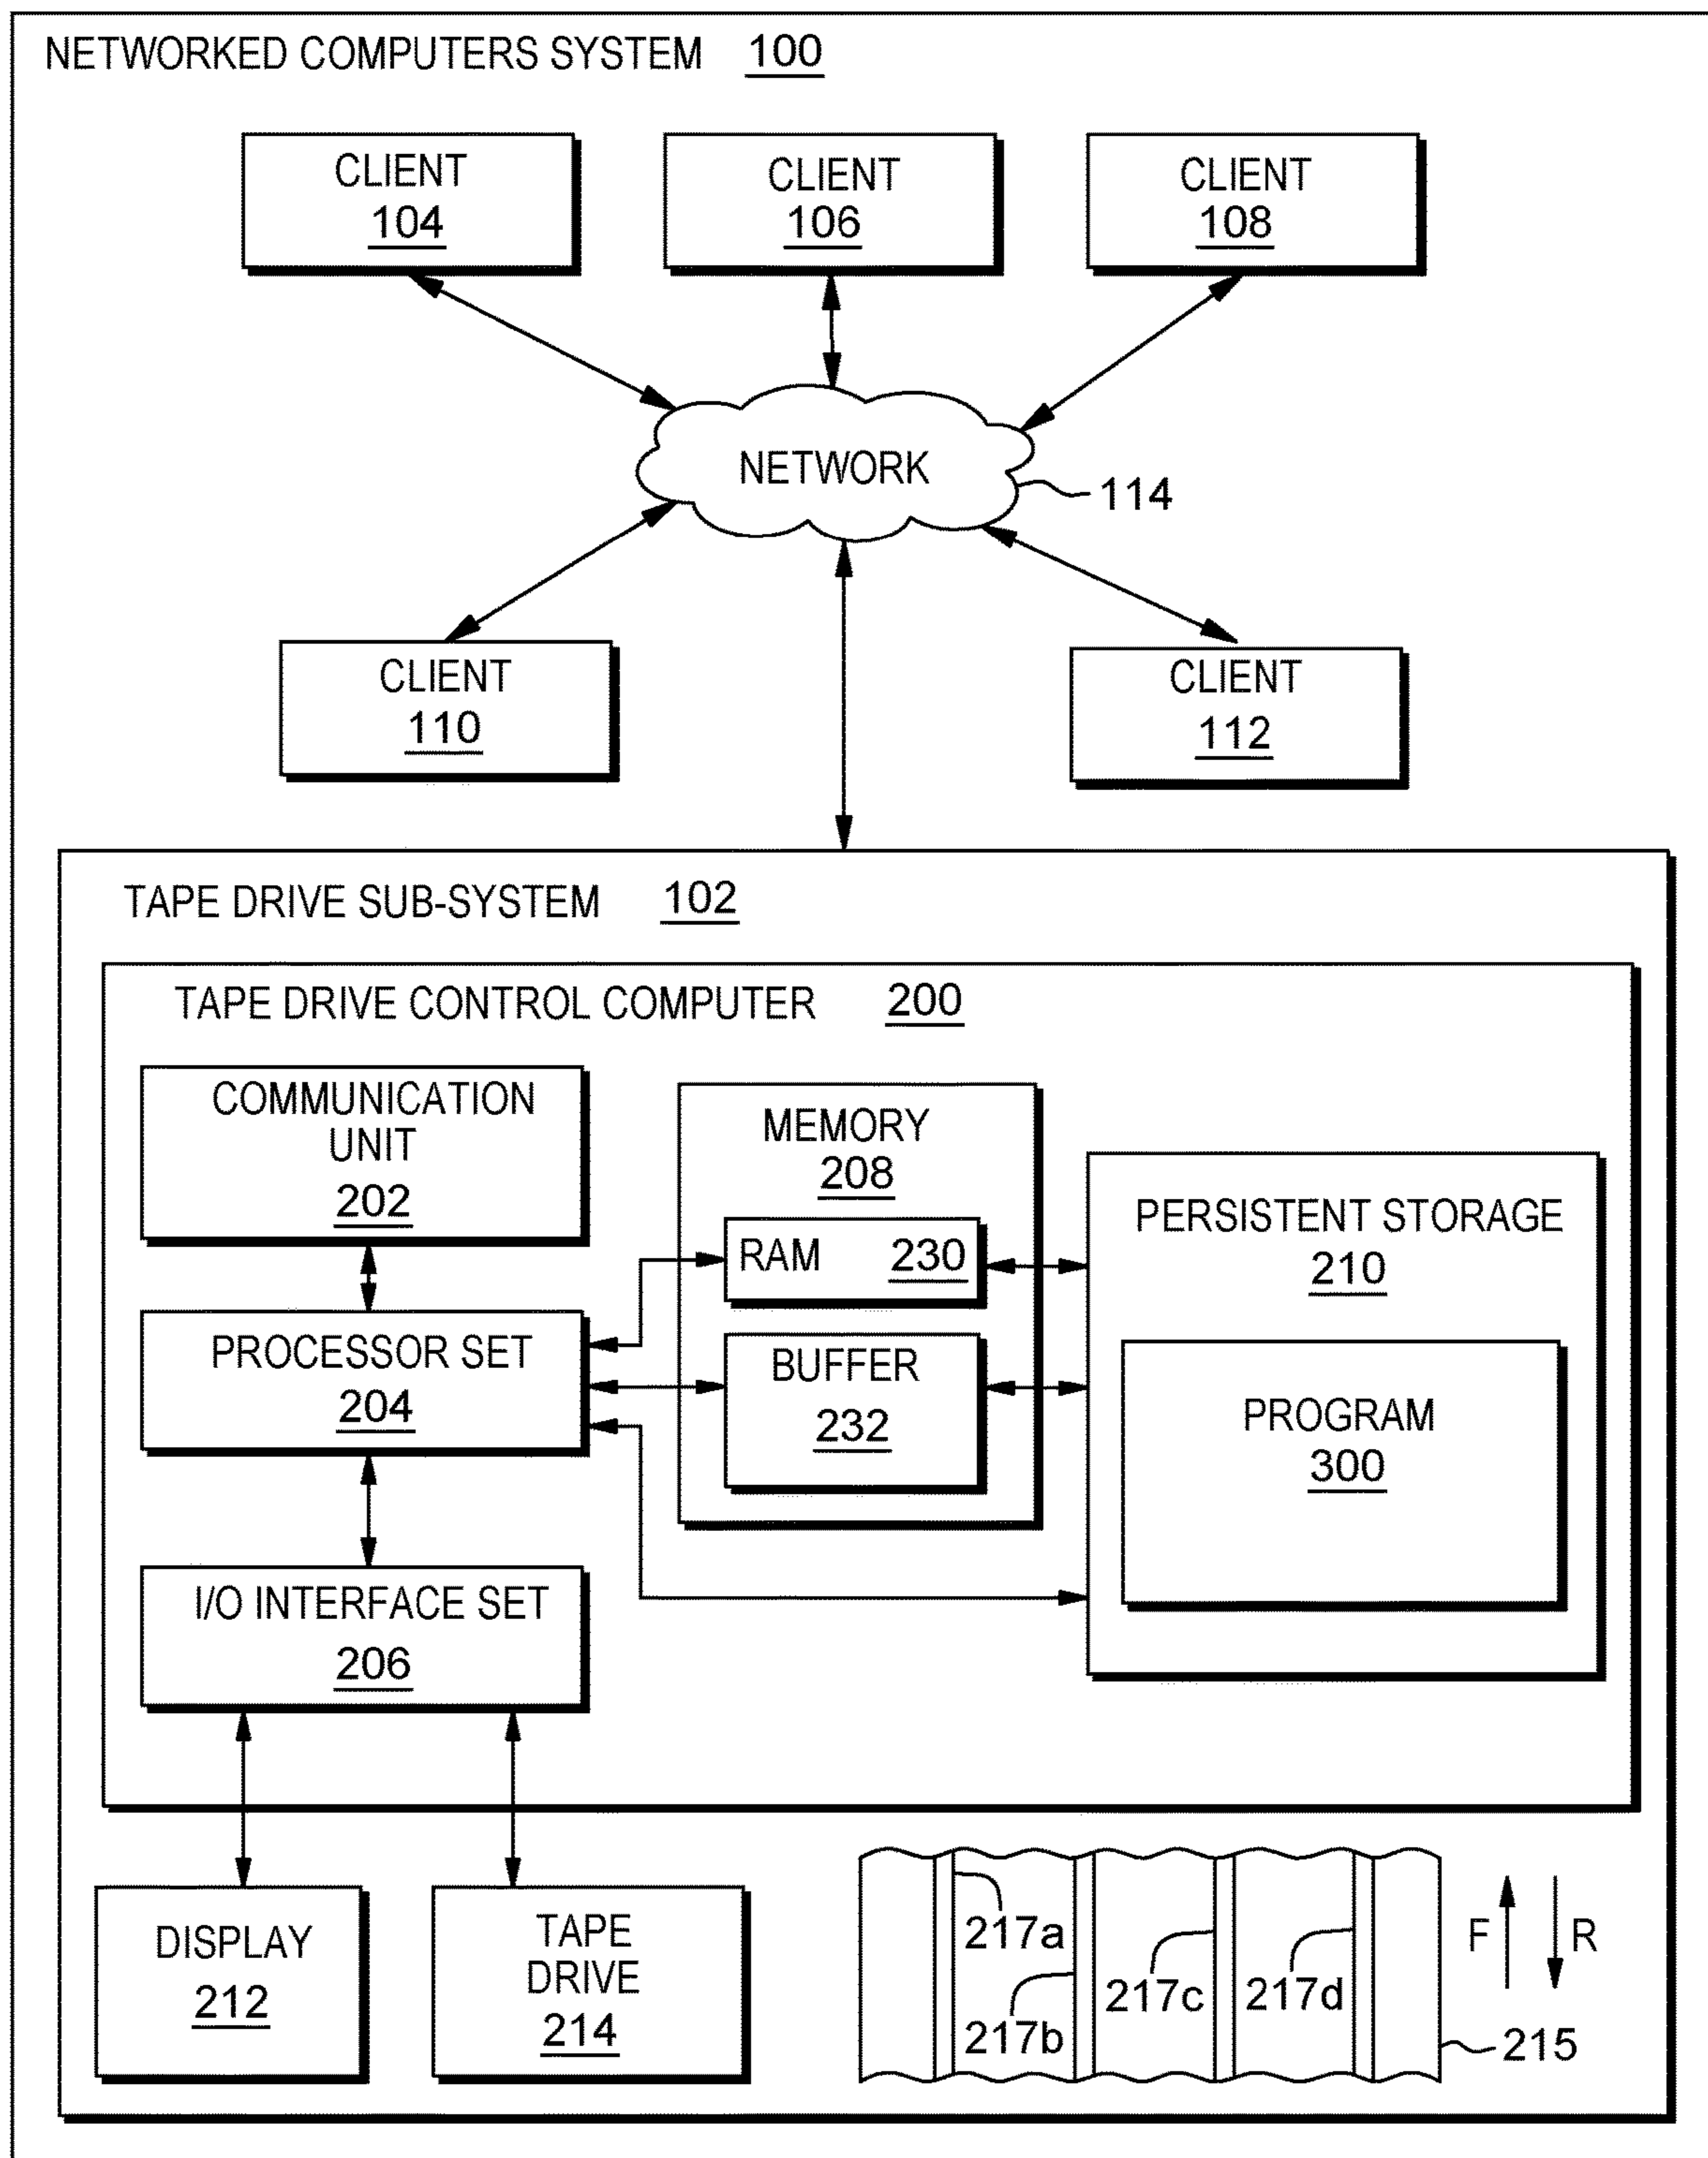 NETWORKED COMPUTERS SYSTEM 100
CLIENT
104
CLIENT
106
CLIENT
108
NETWORK
114
CLIENT
110
CLIENT
112
TAPE DRIVE SUB-SYSTEM 102
TAPE DRIVE CONTROL COMPUTER 200
COMMUNICATION
UNIT
202
MEMORY
208
RAM 230
PERSISTENT STORAGE
210
PROCESSOR SET
204
BUFFER
232
PROGRAM
300
I/O INTERFACE SET
206
DISPLAY
212
TAPE
DRIVE
214
217a
217b
217c
217d
F
R
215